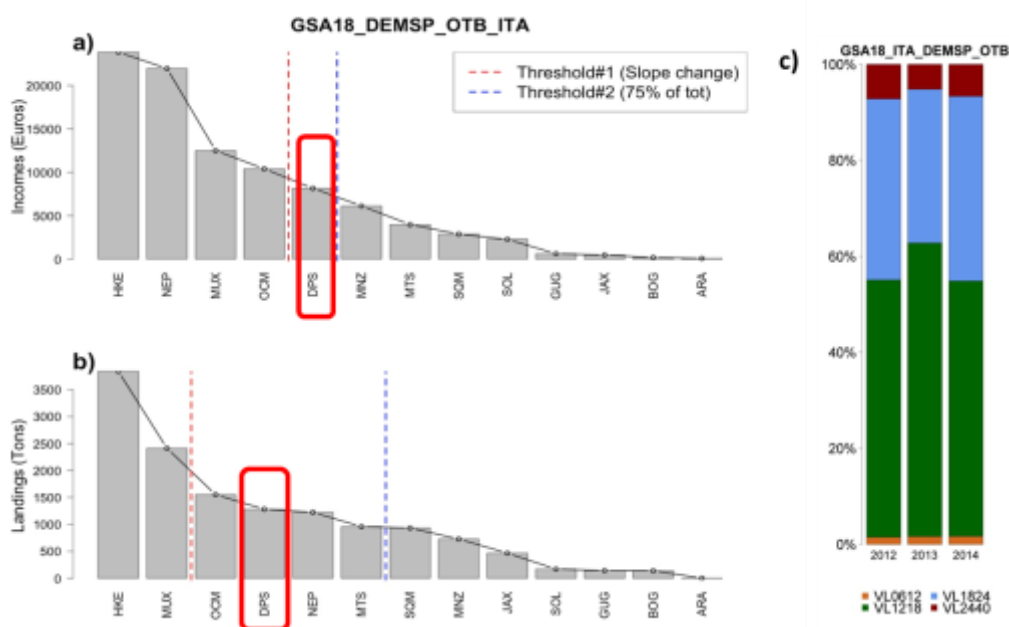 GSA18_DEMSP_OTB_ITA
a)
Threshold#1 (Slope change)
Threshold#2 (75% of tot)
Incomes (Euros)
20000
15000
10000
5000
0
HKE NEP MUX OCM DPS MNZ MTS SQM SOL GUG JAX BOG ARA
b)
Landings (Tons)
3500
3000
2500
2000
1500
1000
500
0
HKE MUX OCM DPS NEP MTS SQM MNZ JAX SOL GUG BOG ARA
c)
GSA18_ITA_DEMSP_OTB
100%
80%
60%
40%
20%
0%
2012 2013 2014
VL0612 VL1824
VL1218 VL2440